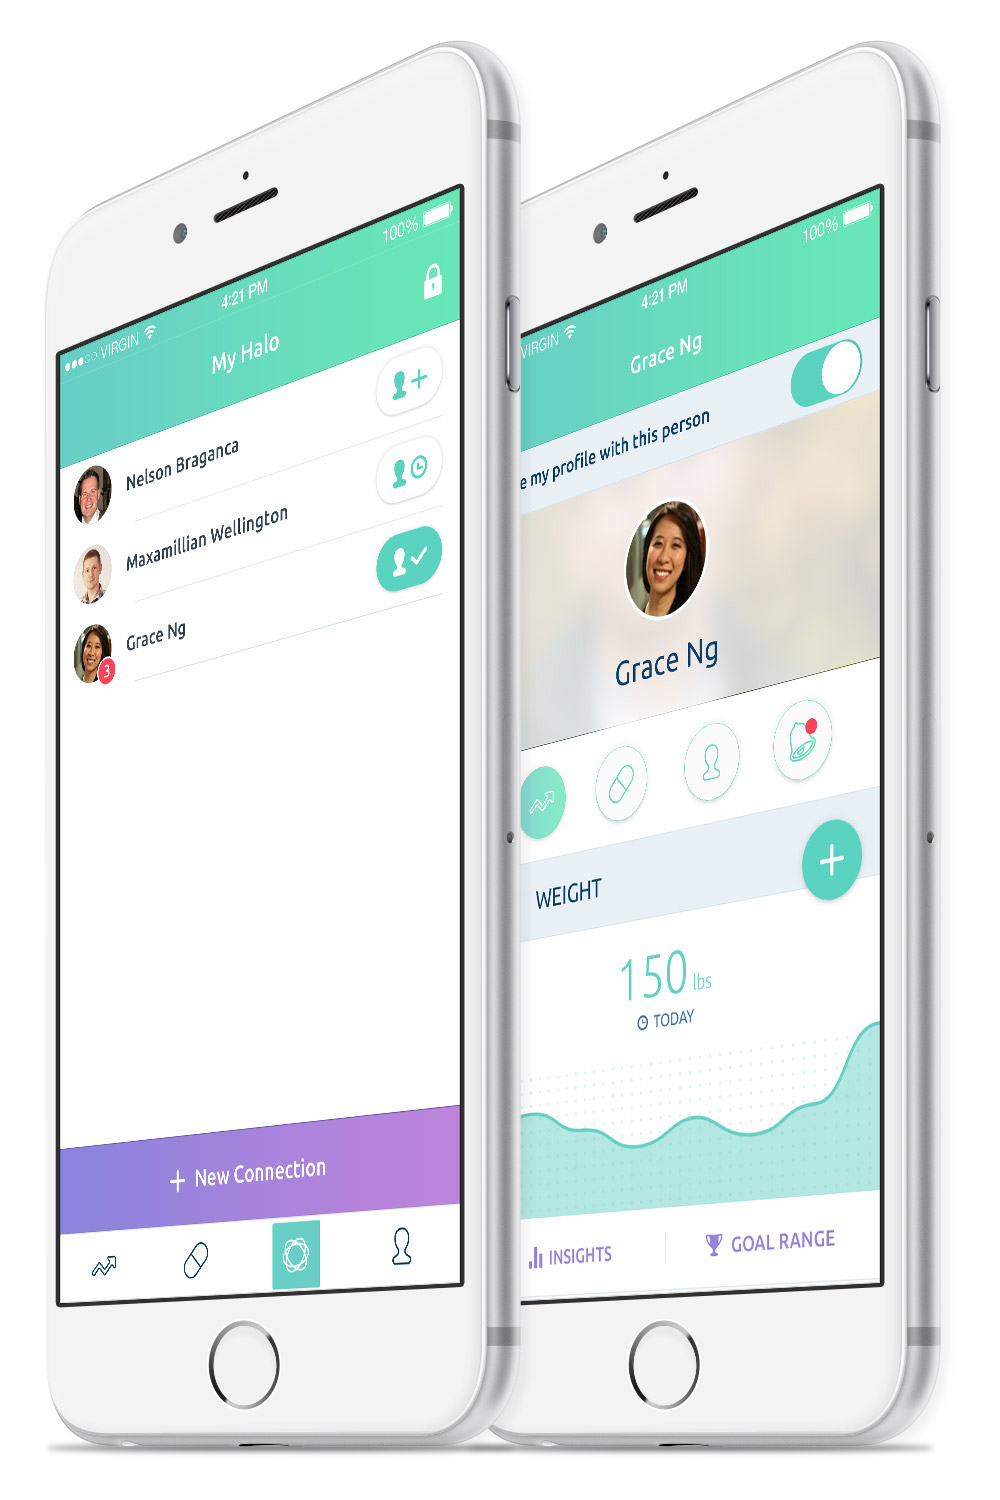 VIRGIN
4:21 PM
100%
My Halo
Nelson Braganca
Maxamillian Wellington
Grace Ng
3
+ New Connection
VIRGIN
4:21 PM
100%
Grace Ng
e my profile with this person
Grace Ng
WEIGHT
150 lbs
TODAY
INSIGHTS
GOAL RANGE